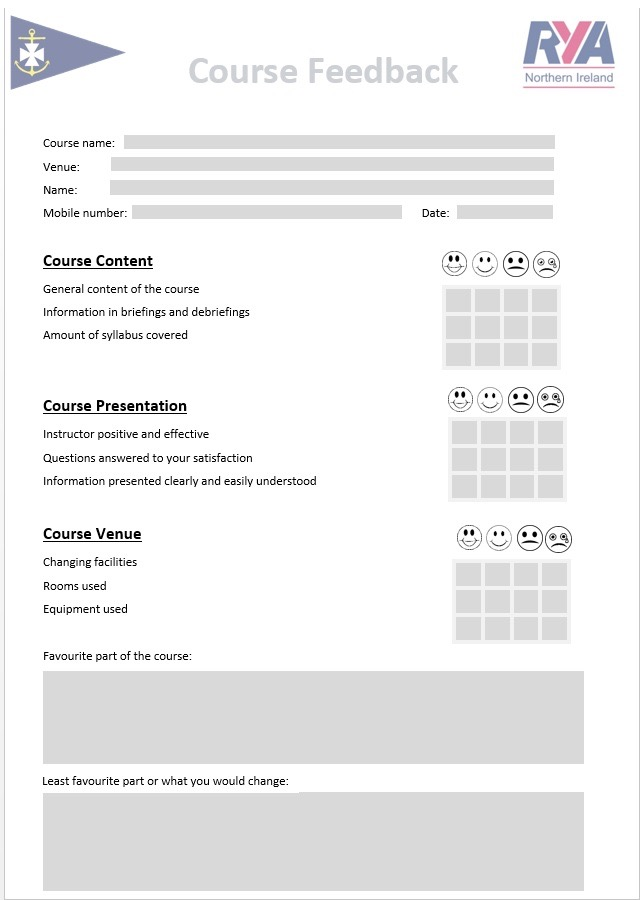 RYA
Northern Ireland
Course Feedback
Course name:
Venue:
Name:
Mobile number: Date:
Course Content
General content of the course
Information in briefings and debriefings
Amount of syllabus covered
Course Presentation
Instructor positive and effective
Questions answered to your satisfaction
Information presented clearly and easily understood
Course Venue
Changing facilities
Rooms used
Equipment used
Favourite part of the course:
Least favourite part or what you would change: